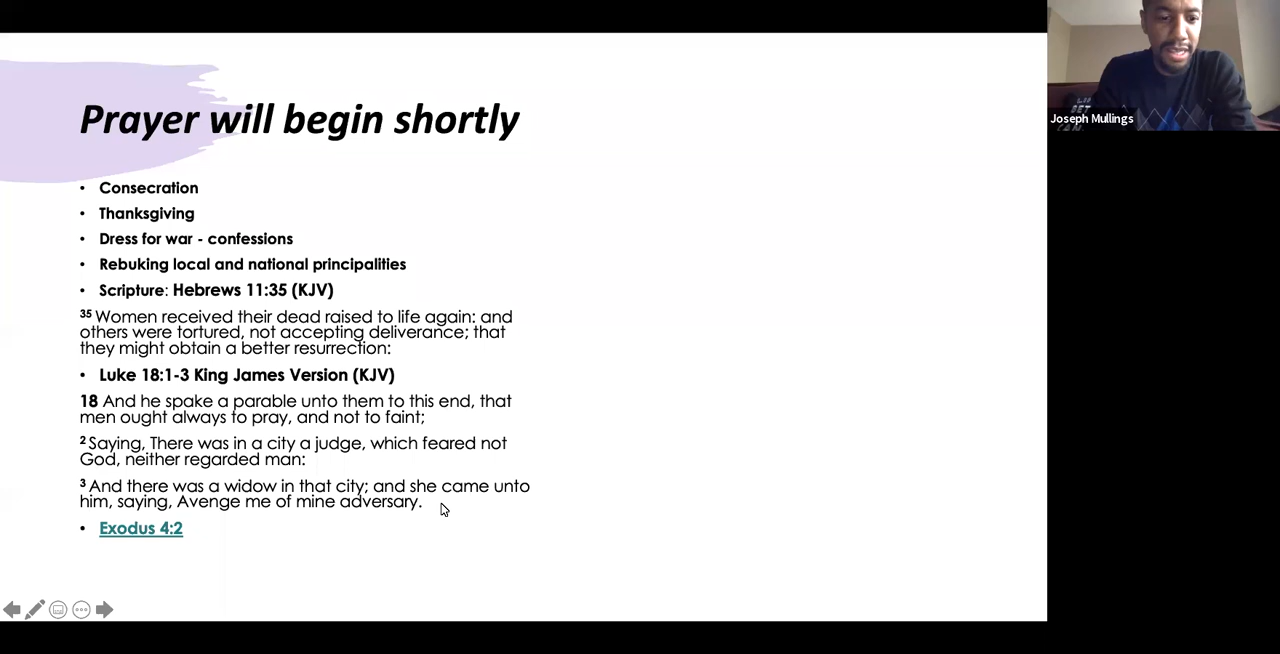 Prayer will begin shortly
• Consecration
• Thanksgiving
• Dress for war - confessions
• Rebuking local and national principalities
• Scripture: Hebrews 11:35 (KJV)
35 Women received their dead raised to life again: and
others were tortured, not accepting deliverance; that
they might obtain a better resurrection:
• Luke 18:1-3 King James Version (KJV)
18 And he spake a parable unto them to this end, that
men ought always to pray, and not to faint;
2 Saying, There was in a city a judge, which feared not
God, neither regarded man:
3 And there was a widow in that city; and she came unto
him, saying, Avenge me of mine adversary.
• Exodus 4:2
SET
CAN.
Joseph Mullings